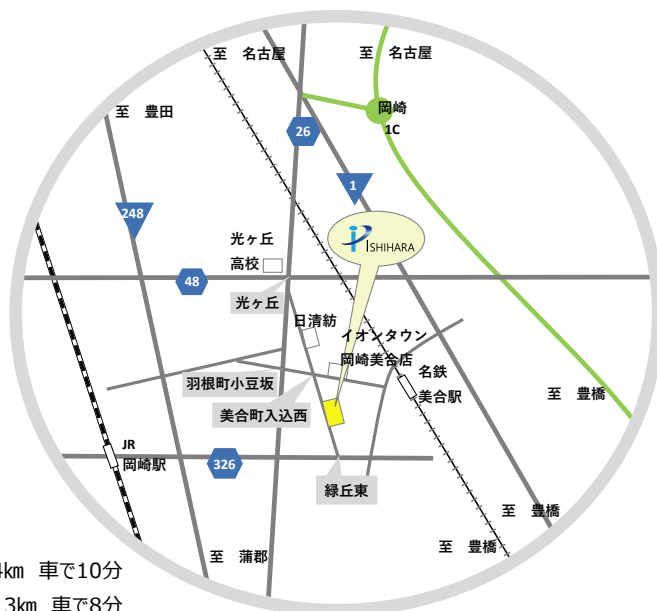 至 名古屋
至 名古屋
岡崎
1C
至 豊田
26
1
248
ISHIHARA
光ヶ丘
高校
48
光ヶ丘
日清紡
イオンタウン
岡崎美合店
名鉄
美合駅
羽根町小豆坂
美合町入込西
至 豊橋
JR
岡崎駅
326
緑丘東
至 豊橋
至 豊橋
至 蒲郡
km 車で10分
3km 車で8分